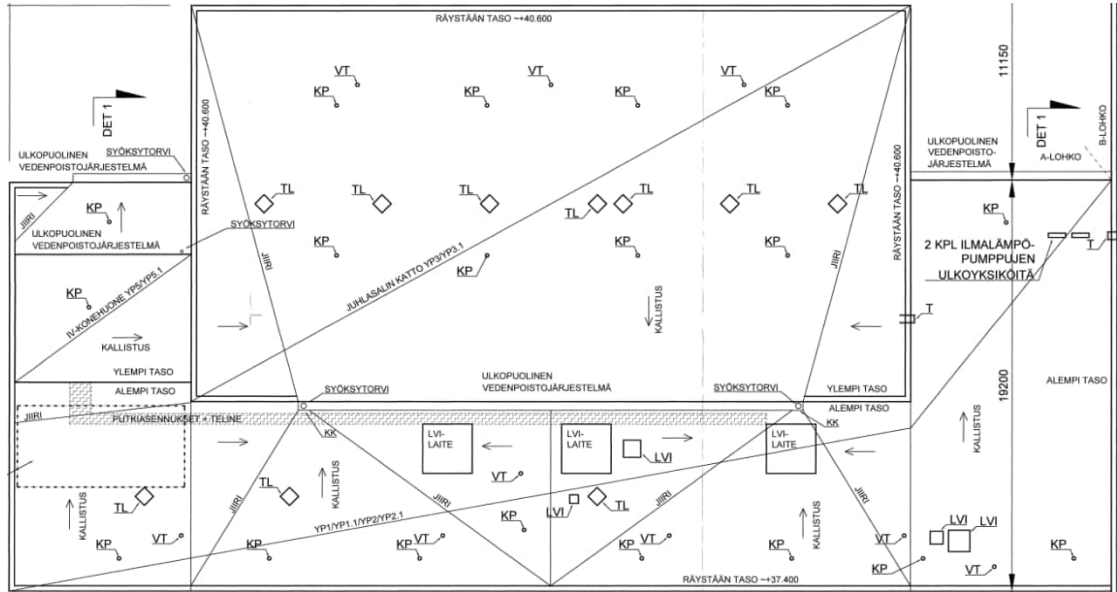 RÄYSTÄÄN TASO ~+40.600
VT
VT
VT
KP
KP
KP
KP
11150
DET 1
DET 1
A-LOHKO
B-LOHKO
ULKOPUOLINEN
VEDENPOISTOJÄRJESTELMÄ
SYÖKSYTORVI
RÄYSTÄÄN TASO ~+40.600
RÄYSTÄÄN TASO ~+40.600
ULKOPUOLINEN
VEDENPOISTO-
JÄRJESTELMÄ
JIIRI
KP
TL
TL
TL
TL
TL
TL
TL
KP
SYÖKSYTORVI
ULKOPUOLINEN
VEDENPOISTOJÄRJESTELMÄ
JIIRI
KP
KP
KP
JUHLASALIN KATTO YP3/YP3.1
JIIRI
2 KPL ILMALÄMPÖ-
PUMPPUJEN
ULKOYKSIKÖITÄ
T
KP
IV-KONEHUONE YP5/YP5.1
KALLISTUS
KALLISTUS
T
YLEMPI TASO
ALEMPI TASO
ULKOPUOLINEN
VEDENPOISTOJÄRJESTELMÄ
SYÖKSYTORVI
SYÖKSYTORVI
YLEMPI TASO
ALEMPI TASO
ALEMPI TASO
19200
JIIRI
PUTKIASENNUKSET + TELINE
KK
KK
LVI-
LAITE
LVI-
LAITE
LVI-
LAITE
LVI
KALLISTUS
KALLISTUS
KALLISTUS
KALLISTUS
TL
TL
VT
JIIRI
JIIRI
JIIRI
JIIRI
LVI
TL
YP1/YP1.1/YP2/YP2.1
KP
LVI
LVI
VT
VT
VT
VT
KP
KP
KP
KP
KP
KP
KP
VT
RÄYSTÄÄN TASO ~+37.400